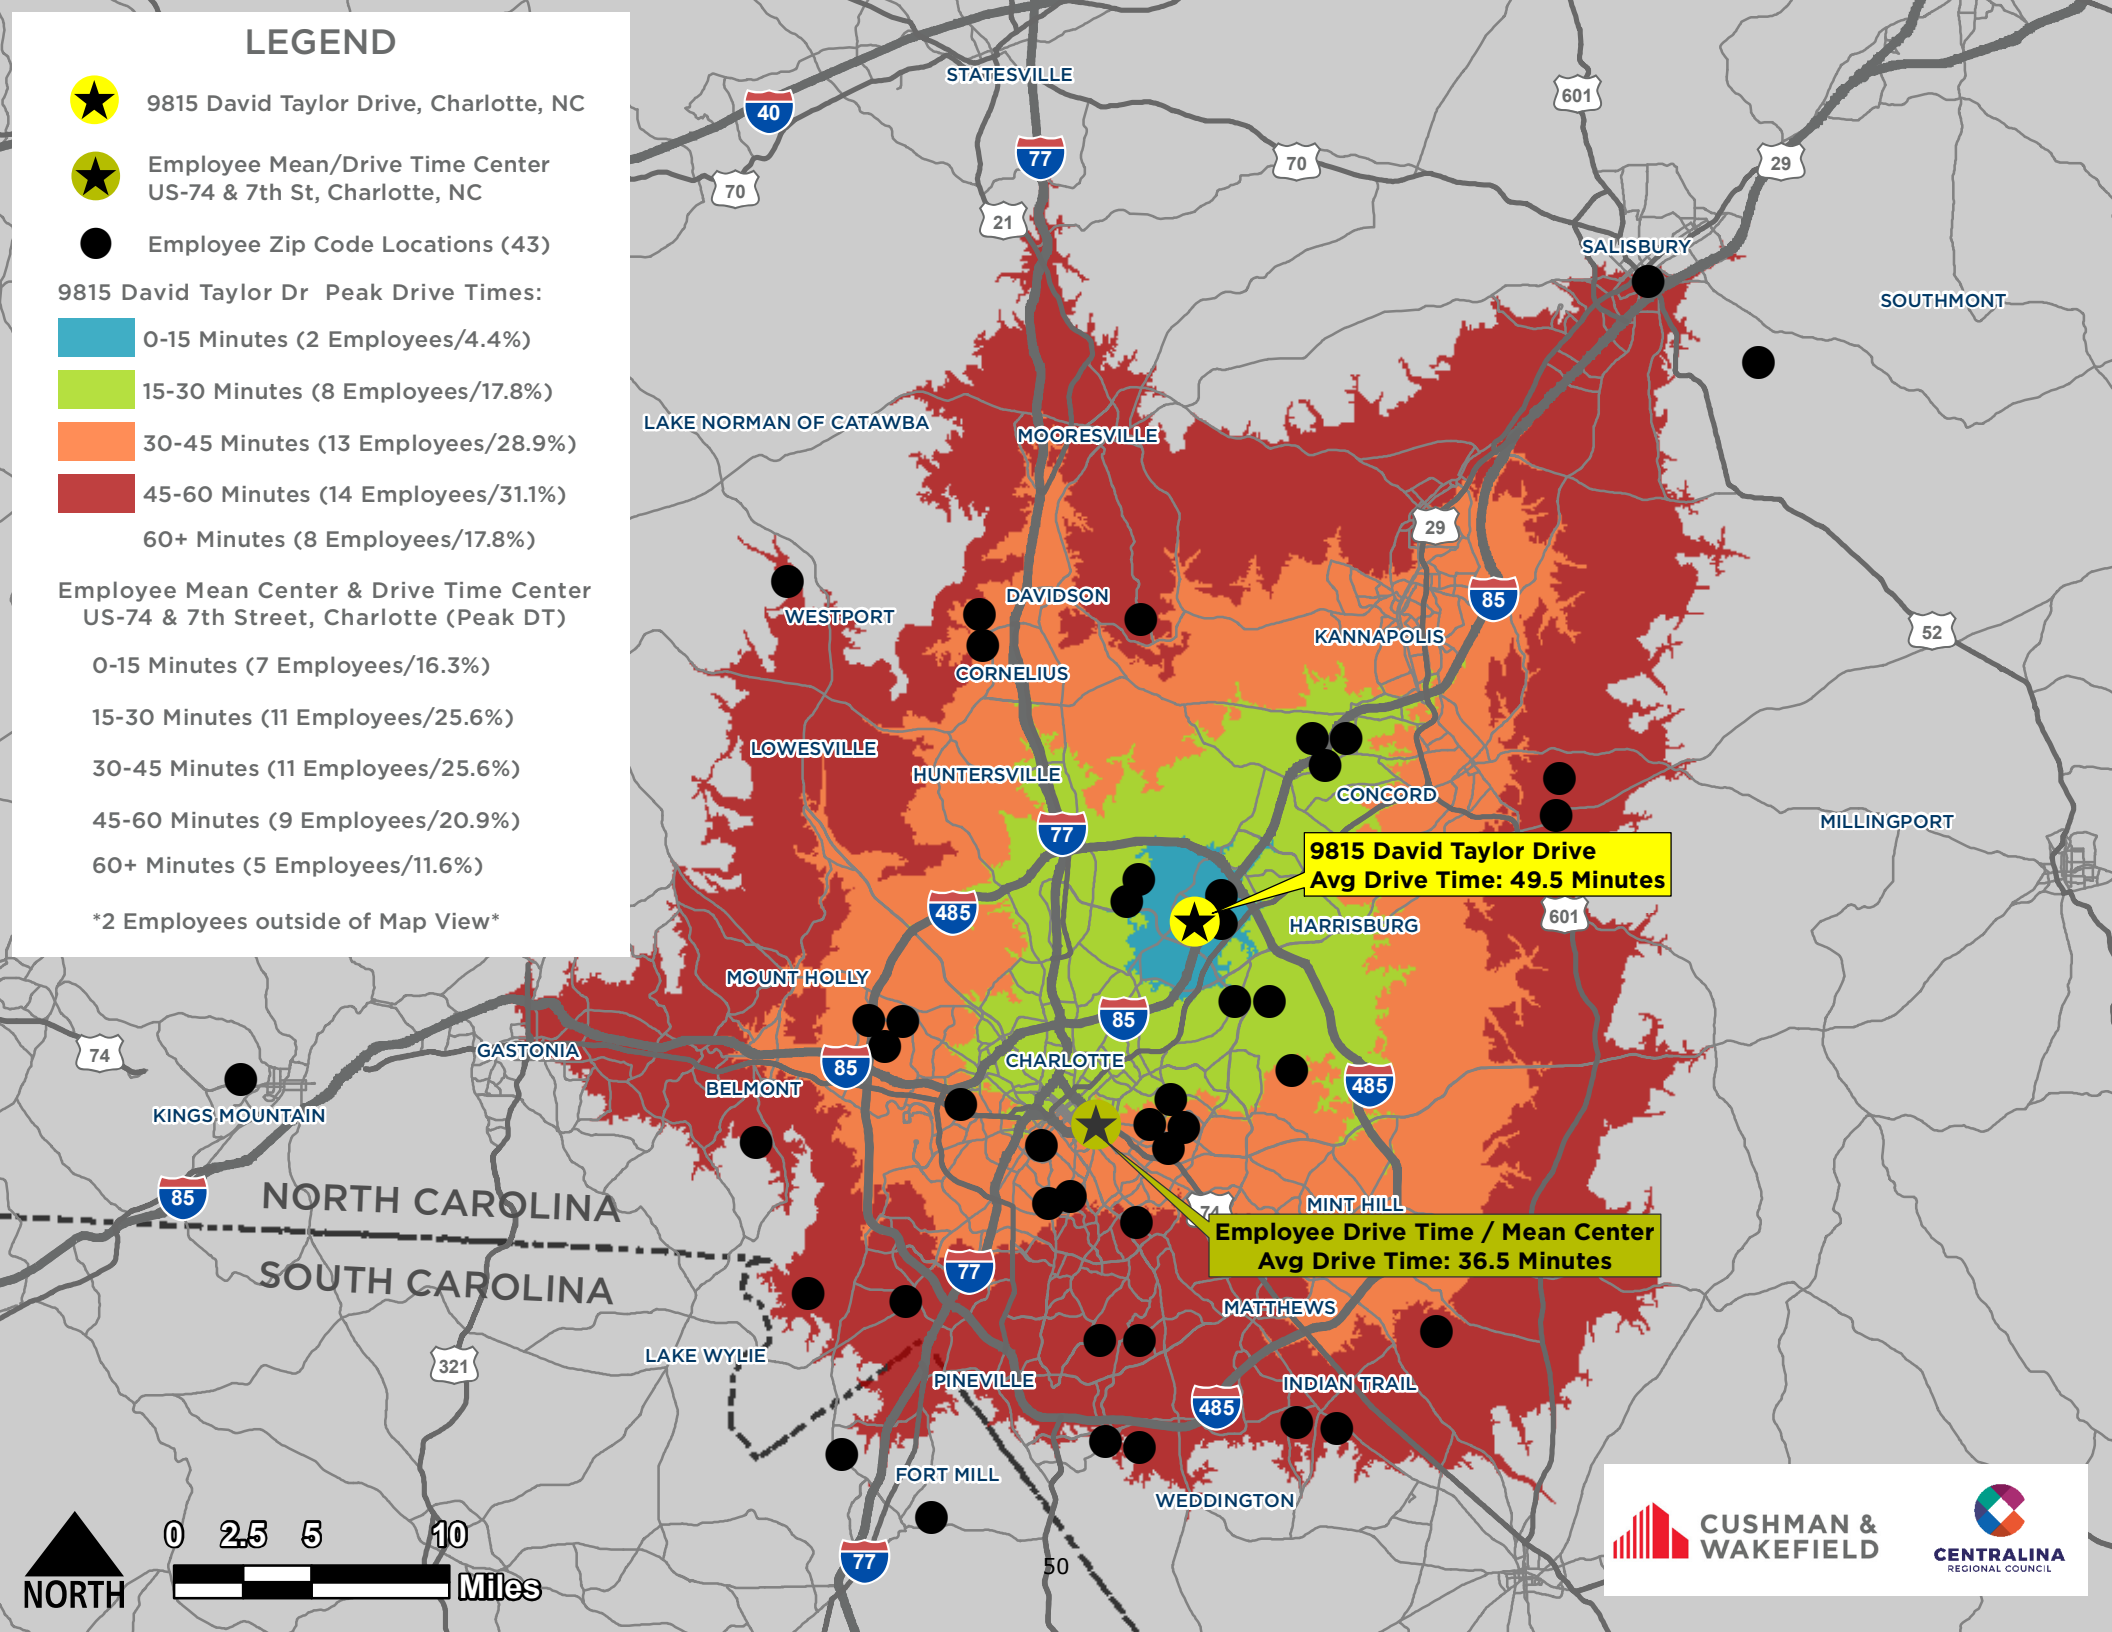 LEGEND
9815 David Taylor Drive, Charlotte, NC
Employee Mean/Drive Time Center
US-74 & 7th St, Charlotte, NC
Employee Zip Code Locations (43)
9815 David Taylor Dr Peak Drive Times:
0-15 Minutes (2 Employees/4.4%)
15-30 Minutes (8 Employees/17.8%)
30-45 Minutes (13 Employees/28.9%)
45-60 Minutes (14 Employees/31.1%)
60+ Minutes (8 Employees/17.8%)
Employee Mean Center & Drive Time Center
US-74 & 7th Street, Charlotte (Peak DT)
0-15 Minutes (7 Employees/16.3%)
15-30 Minutes (11 Employees/25.6%)
30-45 Minutes (11 Employees/25.6%)
45-60 Minutes (9 Employees/20.9%)
60+ Minutes (5 Employees/11.6%)
*2 Employees outside of Map View*
STATESVILLE
601
40
77
70
29
70
21
SALISBURY
SOUTHMONT
LAKE NORMAN OF CATAWBA
MOORESVILLE
29
DAVIDSON
85
WESTPORT
KANNAPOLIS
52
CORNELIUS
LOWESVILLE
HUNTERSVILLE
CONCORD
MILLINGPORT
77
9815 David Taylor Drive
Avg Drive Time: 49.5 Minutes
485
601
HARRISBURG
MOUNT HOLLY
85
74
GASTONIA
CHARLOTTE
85
BELMONT
485
KINGS MOUNTAIN
85
NORTH CAROLINA
MINT HILL
74
Employee Drive Time / Mean Center
Avg Drive Time: 36.5 Minutes
SOUTH CAROLINA
77
MATTHEWS
LAKE WYLIE
321
PINEVILLE
INDIAN TRAIL
485
FORT MILL
WEDDINGTON
77
50
0 2.5 5 10
Miles
NORTH
CUSHMAN &
WAKEFIELD
CENTRALINA
REGIONAL COUNCIL